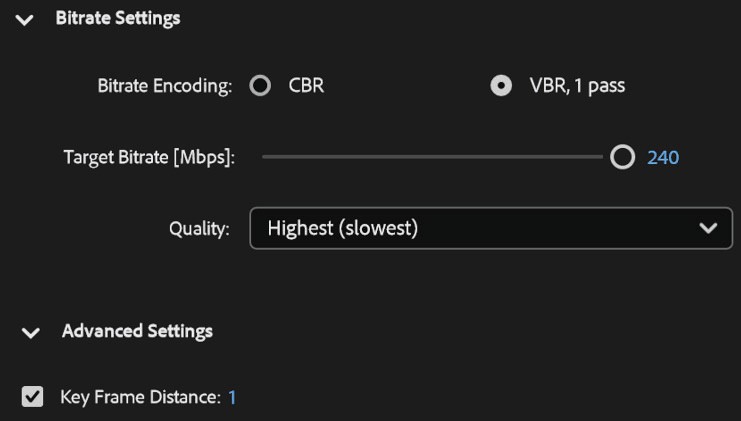 Bitrate Settings
Bitrate Encoding: CBR VBR, 1 pass
Target Bitrate [Mbps]: 240
Quality: Highest (slowest)
Advanced Settings
Key Frame Distance: 1